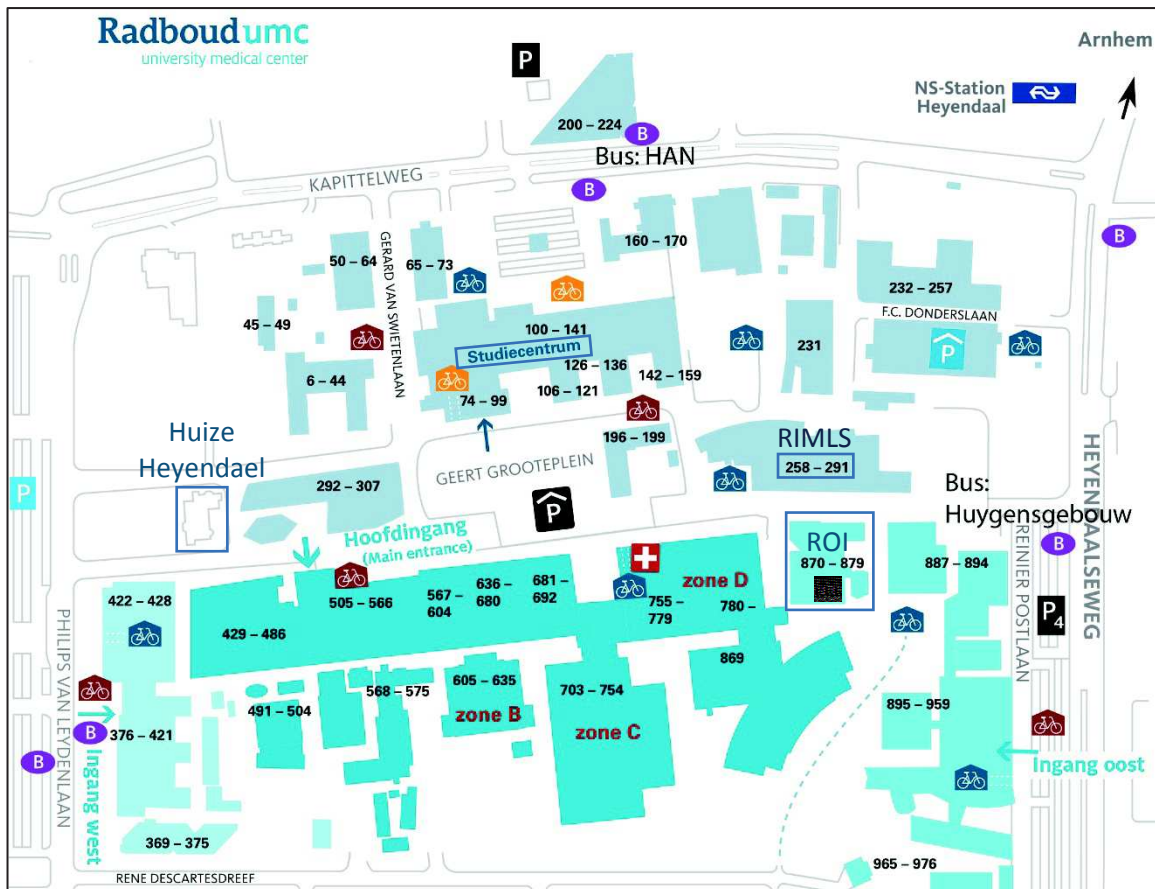 Radboudumc
university medical center
P
Arnhem
NS-Station
Heyendaal
200 – 224
B
Bus: HAN
B
KAPITTELWEG
B
GERARD VAN SWIETENLAAN
50 – 64
65 – 73
160 – 170
232 – 257
F.C. DONDERSLAAN
45 – 49
100 – 141
Studiecentrum
231
P
6 – 44
126 – 136
106 – 121
142 – 159
74 – 99
196 – 199
GEERT GROOTEPLEIN
Huize
Heyendael
RIMLS
258 – 291
292 – 307
P
P
Bus:
Huygensgebouw
HEYENDAALSEWEG
Hoofdingang
(Main entrance)
ROI
870 – 879
887 – 894
B
REINIER POSTLAAN
P4
422 – 428
429 – 486
505 – 566
567 –
604
636 –
680
681 –
692
zone D
755 –
779
780 –
869
PHILIPS VAN LEYDENLAAN
B
B
376 – 421
Ingang west
491 – 504
568 – 575
605 – 635
zone B
703 – 754
zone C
895 – 959
Ingang oost
369 – 375
965 – 976
RENE DESCARTESDREEF